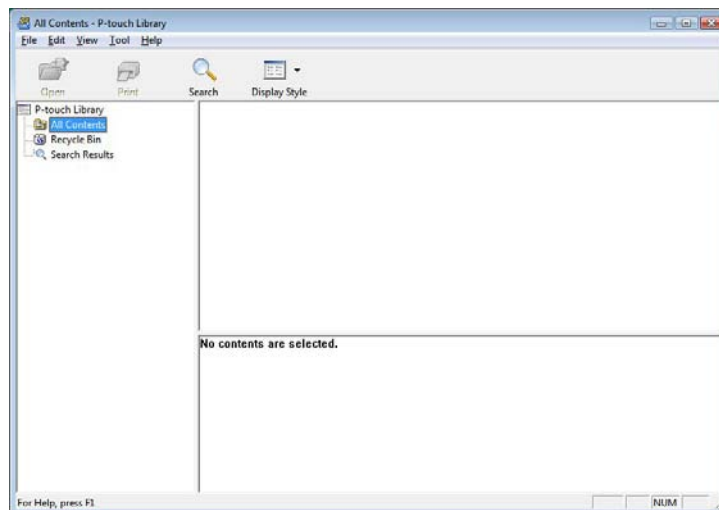 All Contents - P-touch Library
File Edit View Tool Help
Open Print Search Display Style
P-touch Library
All Contents
Recycle Bin
Search Results
No contents are selected.
For Help, press F1
NUM